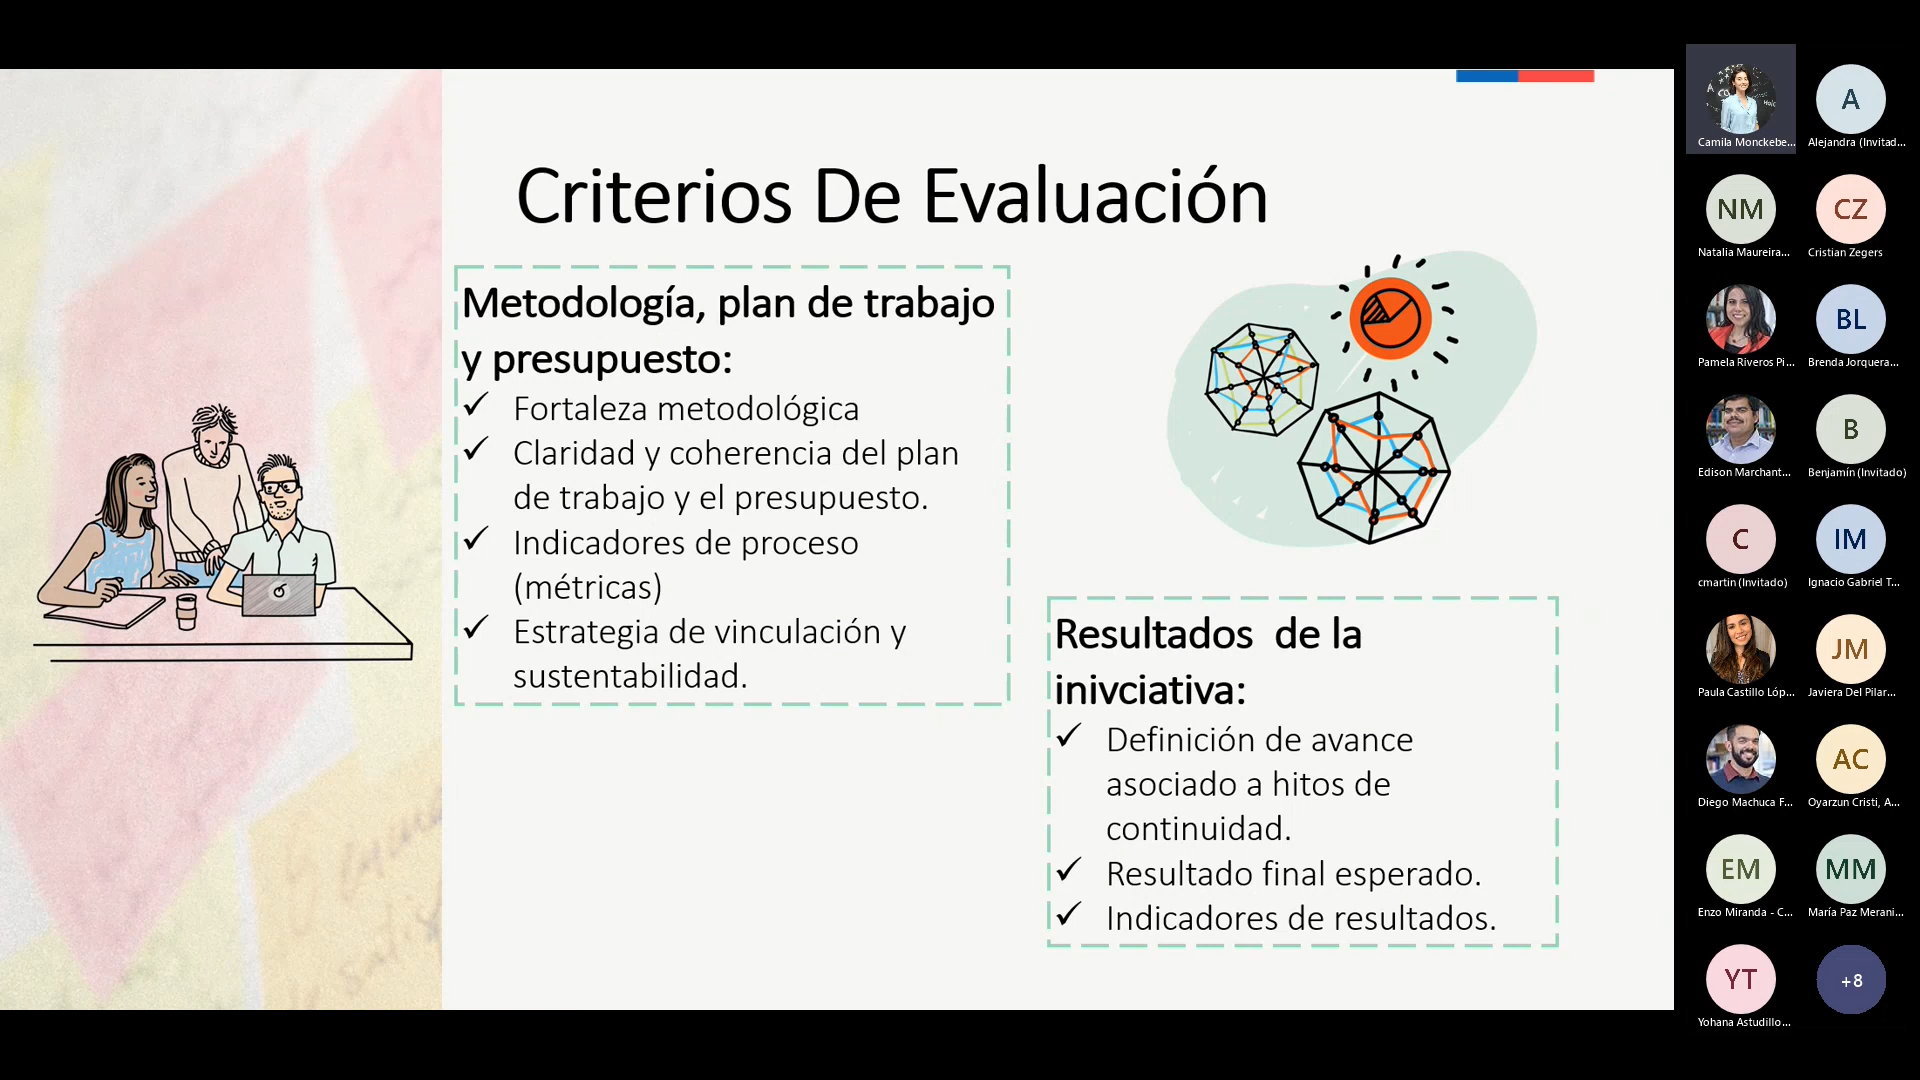 Criterios De Evaluación
Metodología, plan de trabajo
y presupuesto:
✓ Fortaleza metodológica
✓ Claridad y coherencia del plan
de trabajo y el presupuesto.
✓ Indicadores de proceso
(métricas)
✓ Estrategia de vinculación y
sustentabilidad.
Resultados de la
inivciativa:
✓ Definición de avance
asociado a hitos de
continuidad.
✓ Resultado final esperado.
✓ Indicadores de resultados.
Camila Monckebe...
A
Alejandra (Invitad...
NM
Natalia Maureira...
CZ
Cristian Zegers
Pamela Riveros Pi...
BL
Brenda Jorquera...
Edison Marchant...
B
Benjamín (Invitado)
C
cmartin (Invitado)
IM
Ignacio Gabriel T...
Paula Castillo Lóp...
JM
Javiera Del Pilar...
Diego Machuca F...
AC
Oyarzun Cristi, A...
EM
Enzo Miranda - C...
MM
María Paz Merani...
YT
Yohana Astudillo...
+8